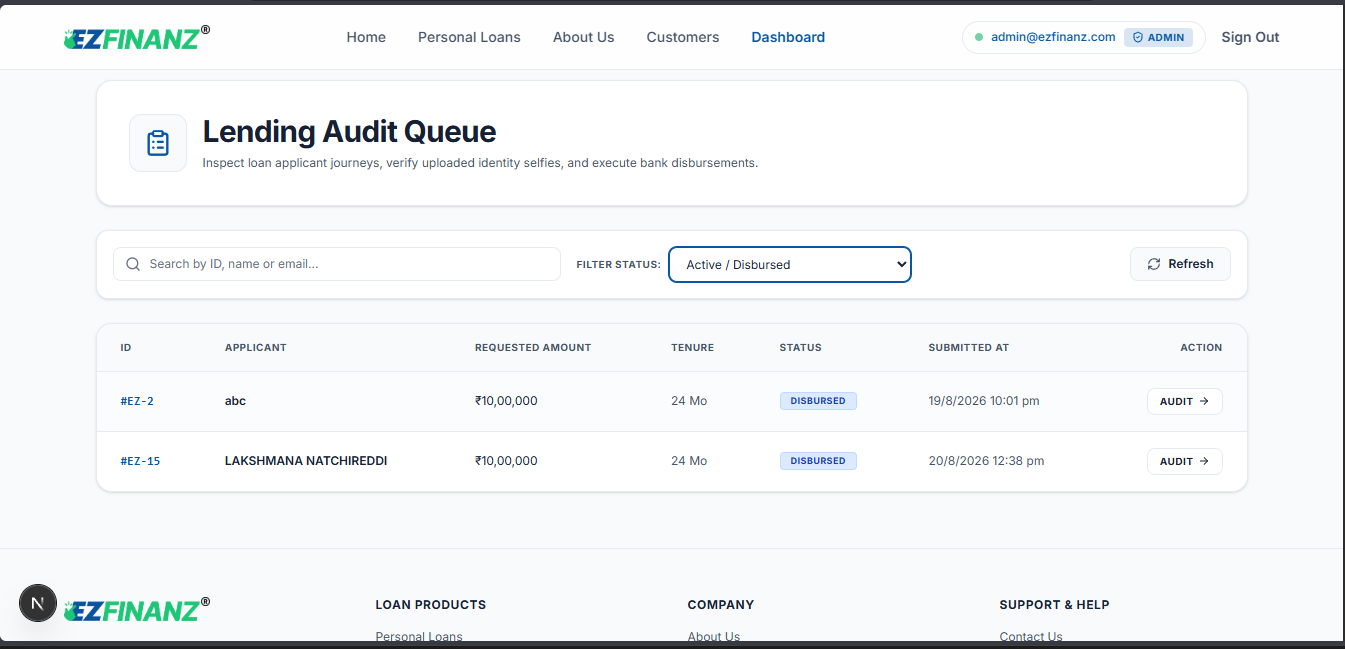 EZFINANZ®
Home Personal Loans About Us Customers Dashboard admin@ezfinanz.com ADMIN Sign Out
Lending Audit Queue
Inspect loan applicant journeys, verify uploaded identity selfies, and execute bank disbursements.
Search by ID, name or email... FILTER STATUS: Active / Disbursed Refresh
ID APPLICANT REQUESTED AMOUNT TENURE STATUS SUBMITTED AT ACTION
#EZ-2 abc ₹10,00,000 24 Mo DISBURSED 19/8/2026 10:01 pm AUDIT →
#EZ-15 LAKSHMANA NATCHIREDDI ₹10,00,000 24 Mo DISBURSED 20/8/2026 12:38 pm AUDIT →
N EZFINANZ® LOAN PRODUCTS COMPANY SUPPORT & HELP
Personal Loans About Us Contact Us